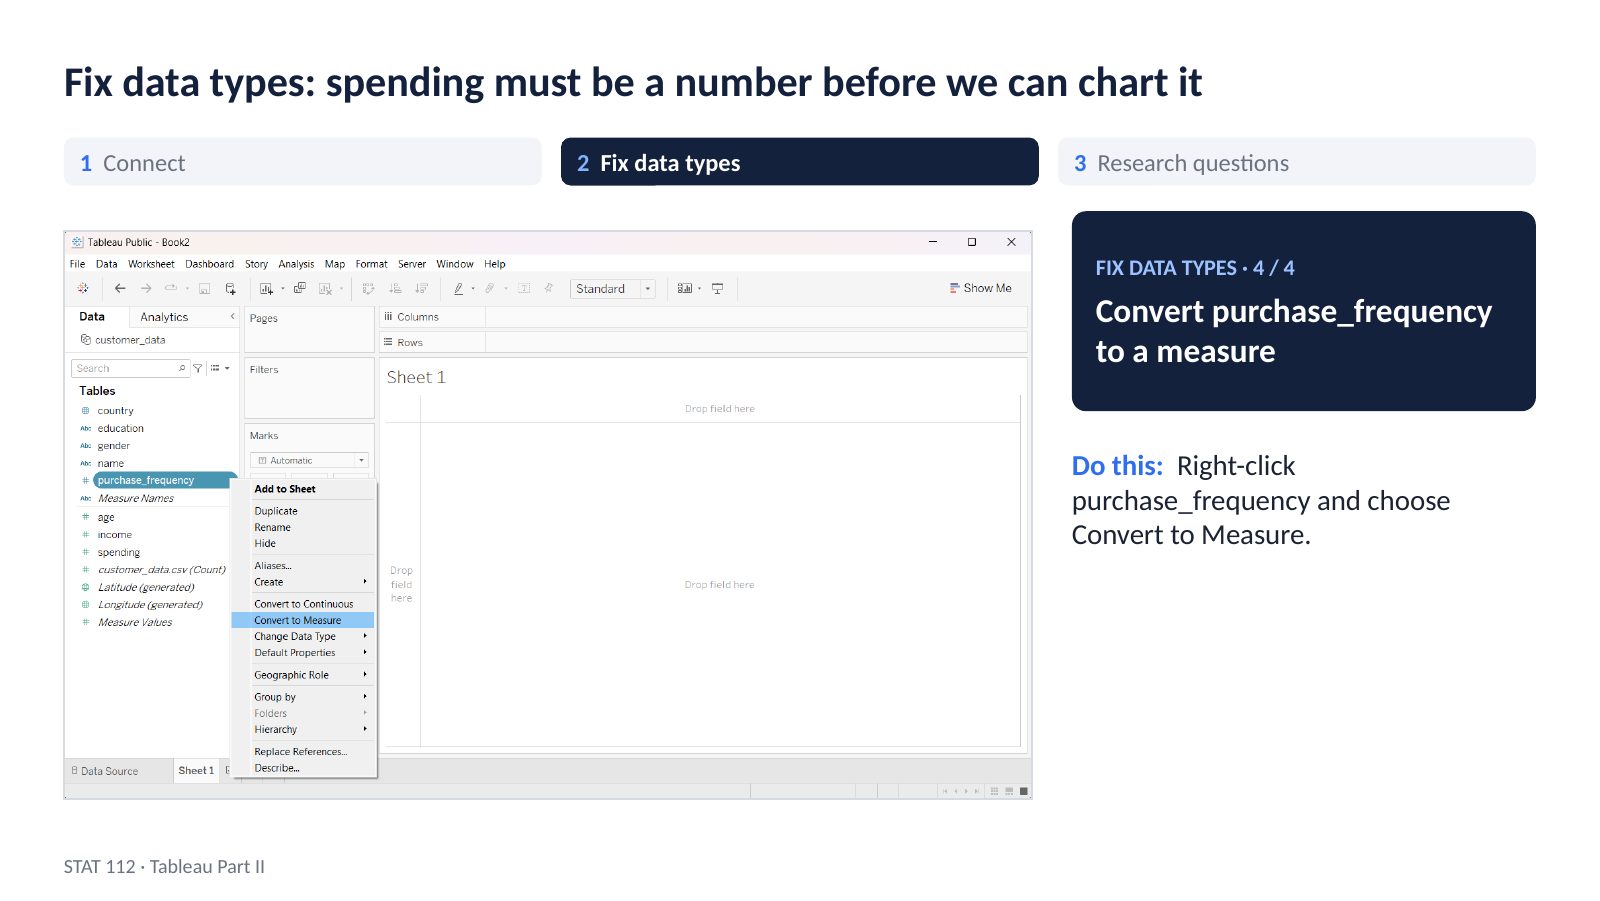 Fix data types: spending must be a number before we can chart it
1 Connect
2 Fix data types
3 Research questions
Tableau Public - Book2
File Data Worksheet Dashboard Story Analysis Map Format Server Window Help
Standard
Show Me
Data Analytics
customer_data
Search
Tables
country
Abc education
Abc gender
Abc name
# purchase_frequency
Abc Measure Names
# age
# income
# spending
# customer_data.csv (Count)
Latitude (generated)
Longitude (generated)
# Measure Values
Pages
Filters
Marks
Automatic
Columns
Rows
Sheet 1
Drop field here
Drop
field
here
Drop field here
Add to Sheet
Duplicate
Rename
Hide
Aliases...
Create
Convert to Continuous
Convert to Measure
Change Data Type
Default Properties
Geographic Role
Group by
Folders
Hierarchy
Replace References...
Describe...
Data Source
Sheet 1
FIX DATA TYPES · 4 / 4
Convert purchase_frequency
to a measure
Do this: Right-click
purchase_frequency and choose
Convert to Measure.
STAT 112 · Tableau Part II